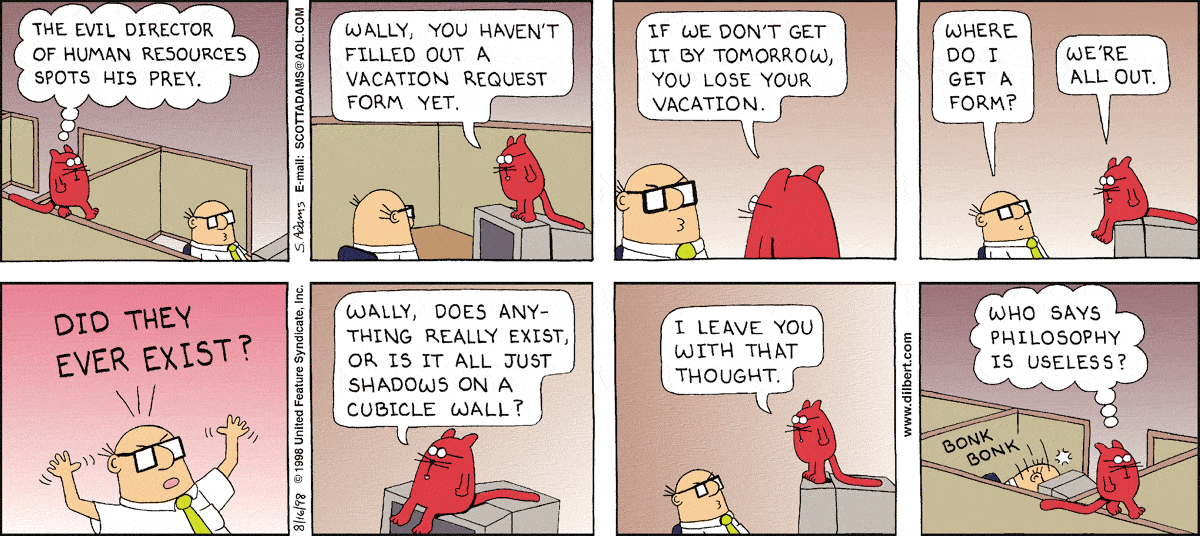 THE EVIL DIRECTOR
OF HUMAN RESOURCES
SPOTS HIS PREY.
S. Adams E-mail: SCOTTADAMS@AOL.COM
WALLY, YOU HAVEN'T
FILLED OUT A
VACATION REQUEST
FORM YET.
IF WE DON'T GET
IT BY TOMORROW,
YOU LOSE YOUR
VACATION.
WHERE
DO I
GET A
FORM?
WE'RE
ALL OUT.
DID THEY
EVER EXIST?
8/16/98 © 1998 United Feature Syndicate, Inc.
WALLY, DOES ANY-
THING REALLY EXIST,
OR IS IT ALL JUST
SHADOWS ON A
CUBICLE WALL?
I LEAVE YOU
WITH THAT
THOUGHT.
www.dilbert.com
WHO SAYS
PHILOSOPHY
IS USELESS?
BONK
BONK